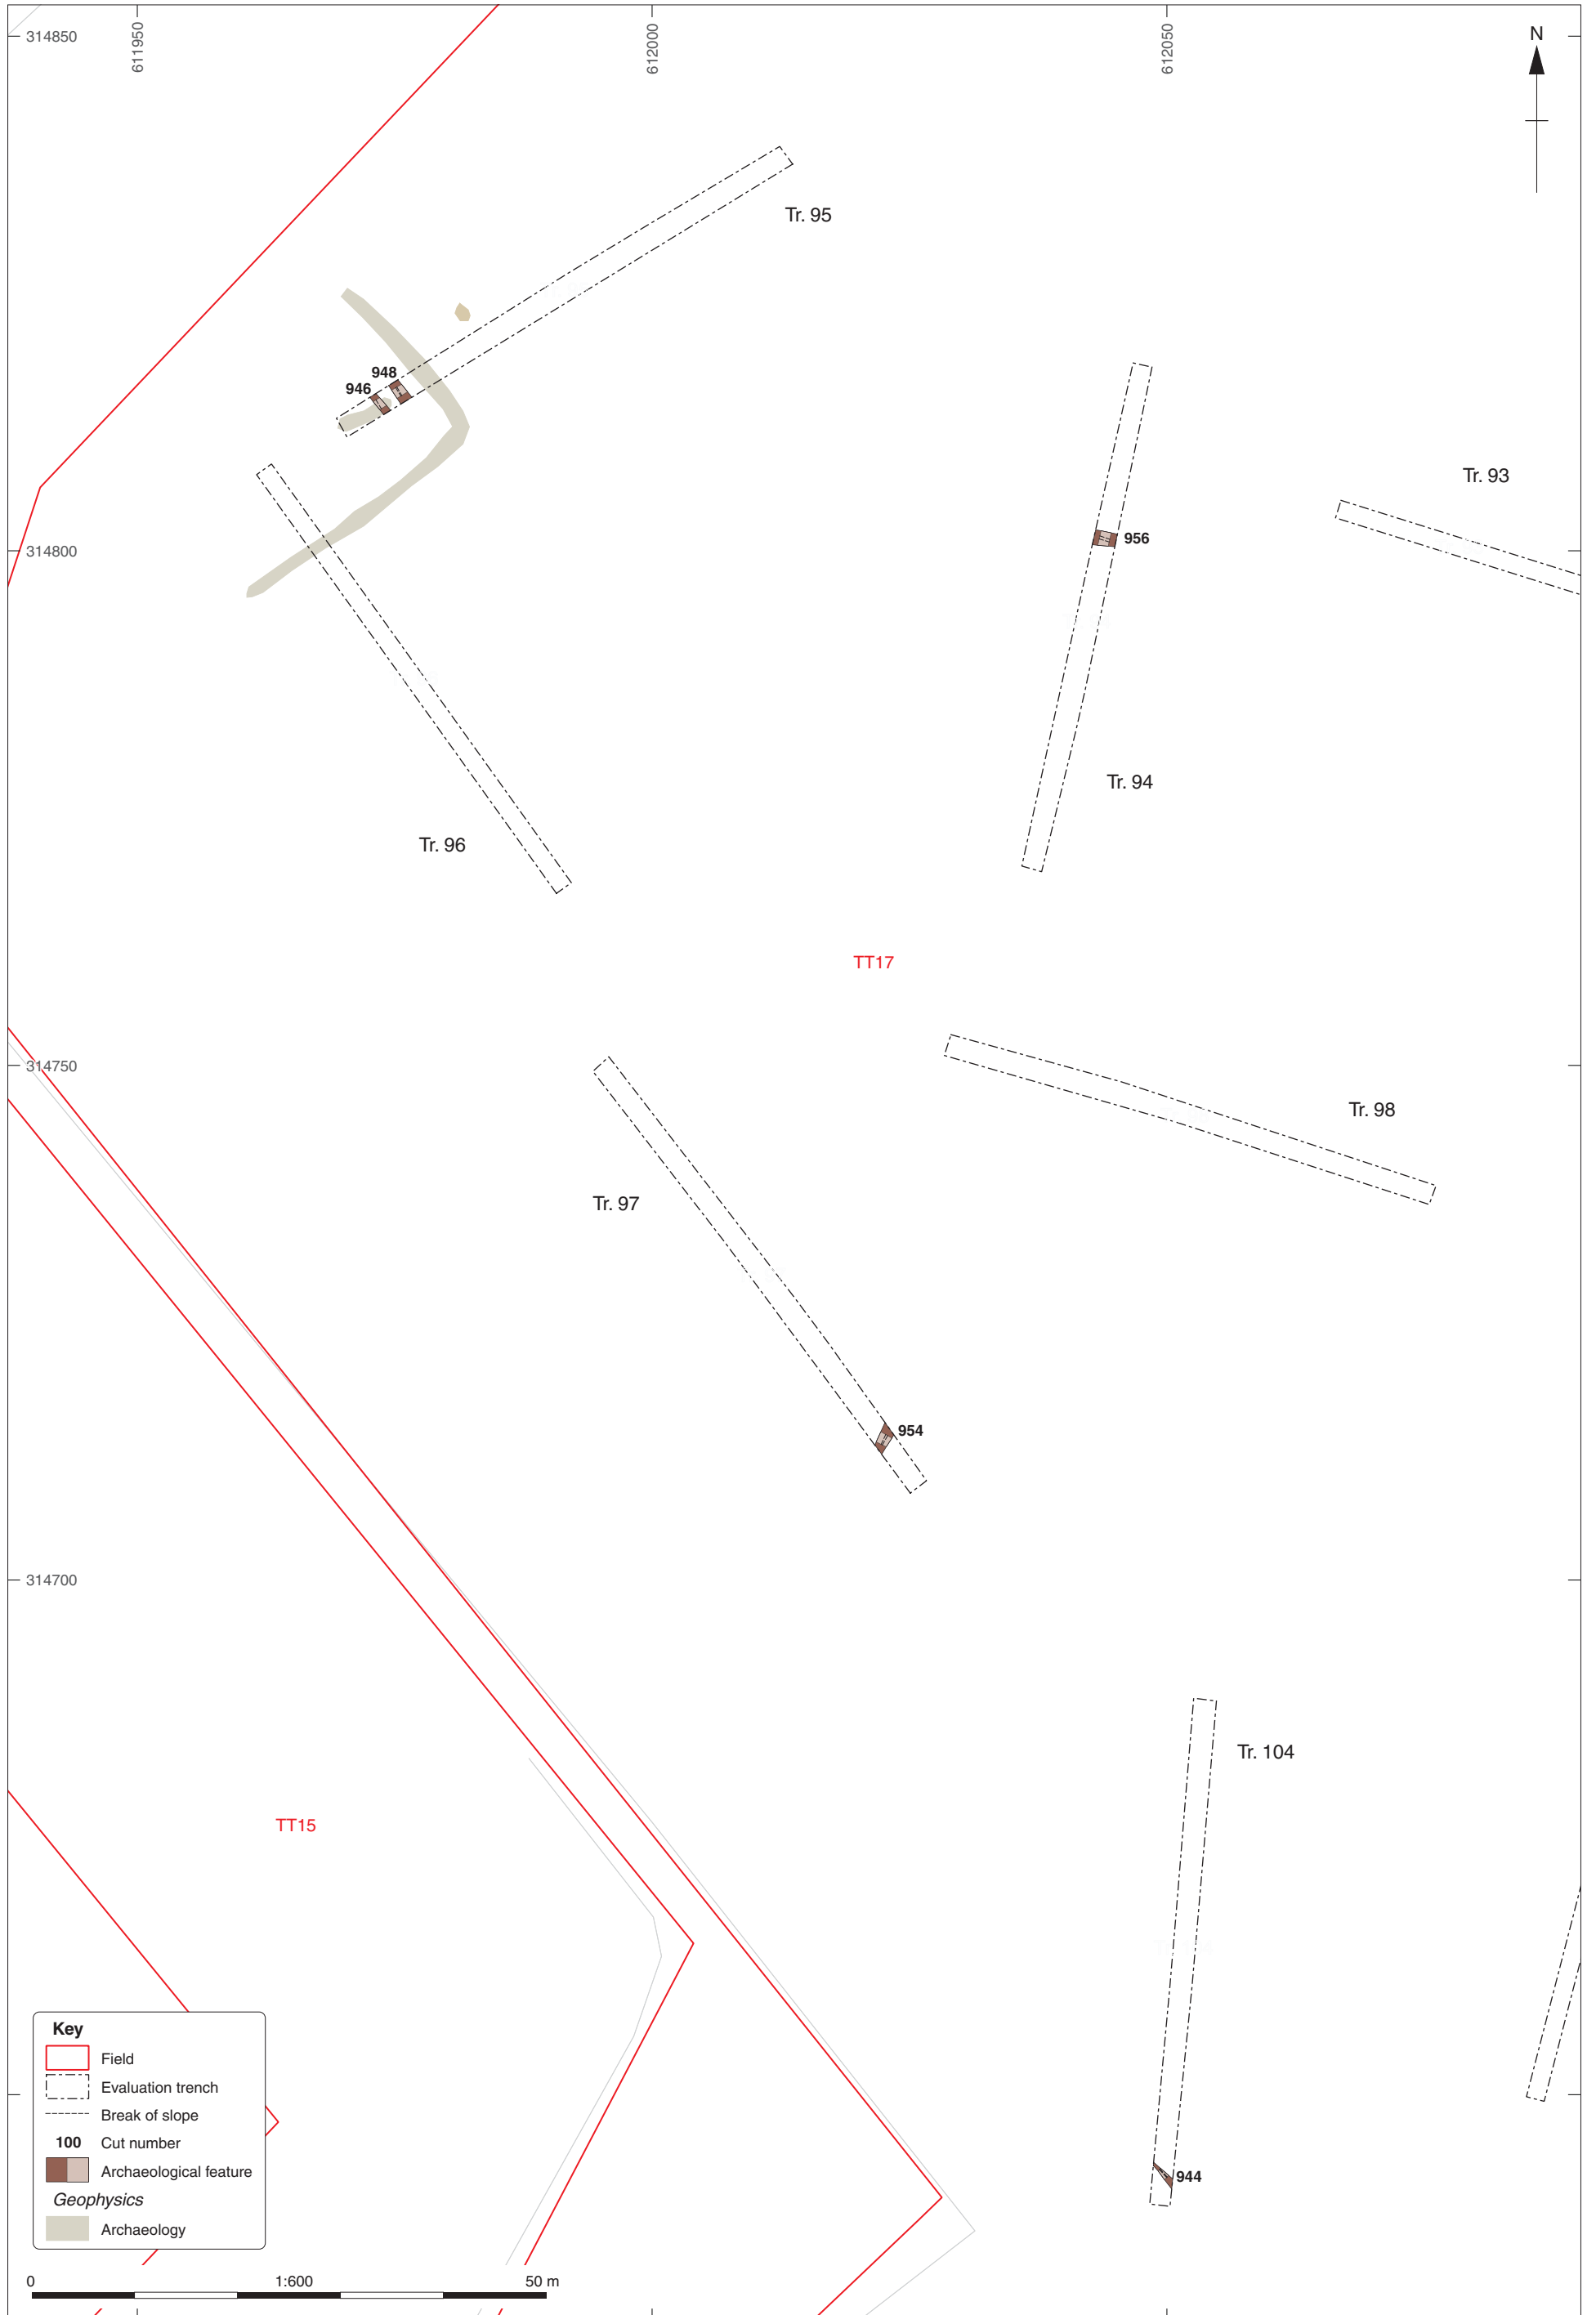 314850
611950
612000
612050
N
Tr. 95
948
946
Tr. 93
956
314800
Tr. 94
Tr. 96
TT17
314750
Tr. 98
Tr. 97
954
314700
Tr. 104
TT15
944
Key
Field
Evaluation trench
Break of slope
100 Cut number
Archaeological feature
Geophysics
Archaeology
0 1:600 50 m